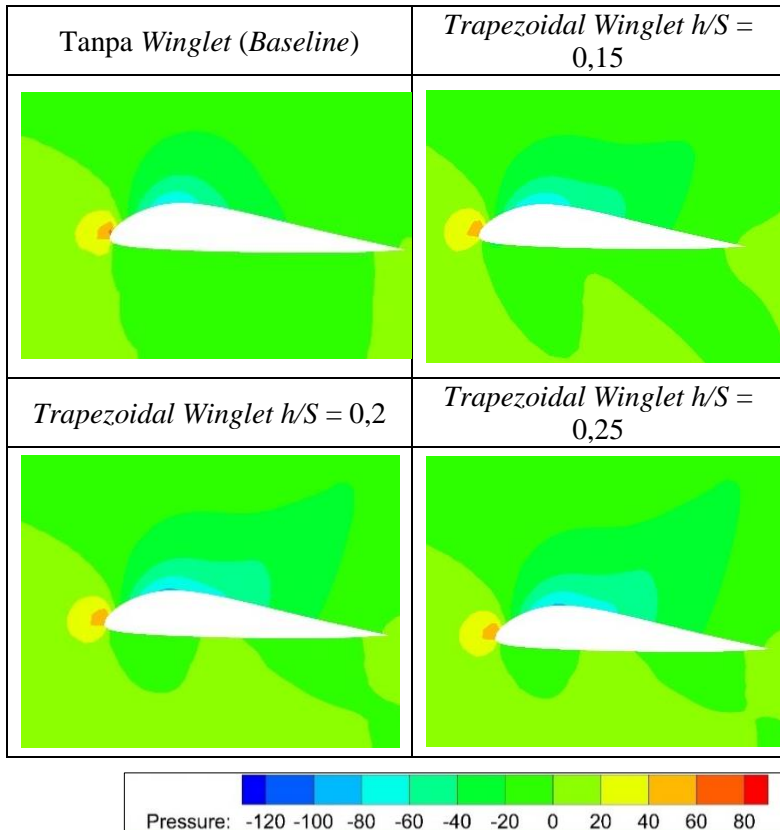 Tanpa Winglet (Baseline)
Trapezoidal Winglet h/S =
0,15
Trapezoidal Winglet h/S = 0,2
Trapezoidal Winglet h/S =
0,25
Pressure: -120 -100 -80 -60 -40 -20 0 20 40 60 80